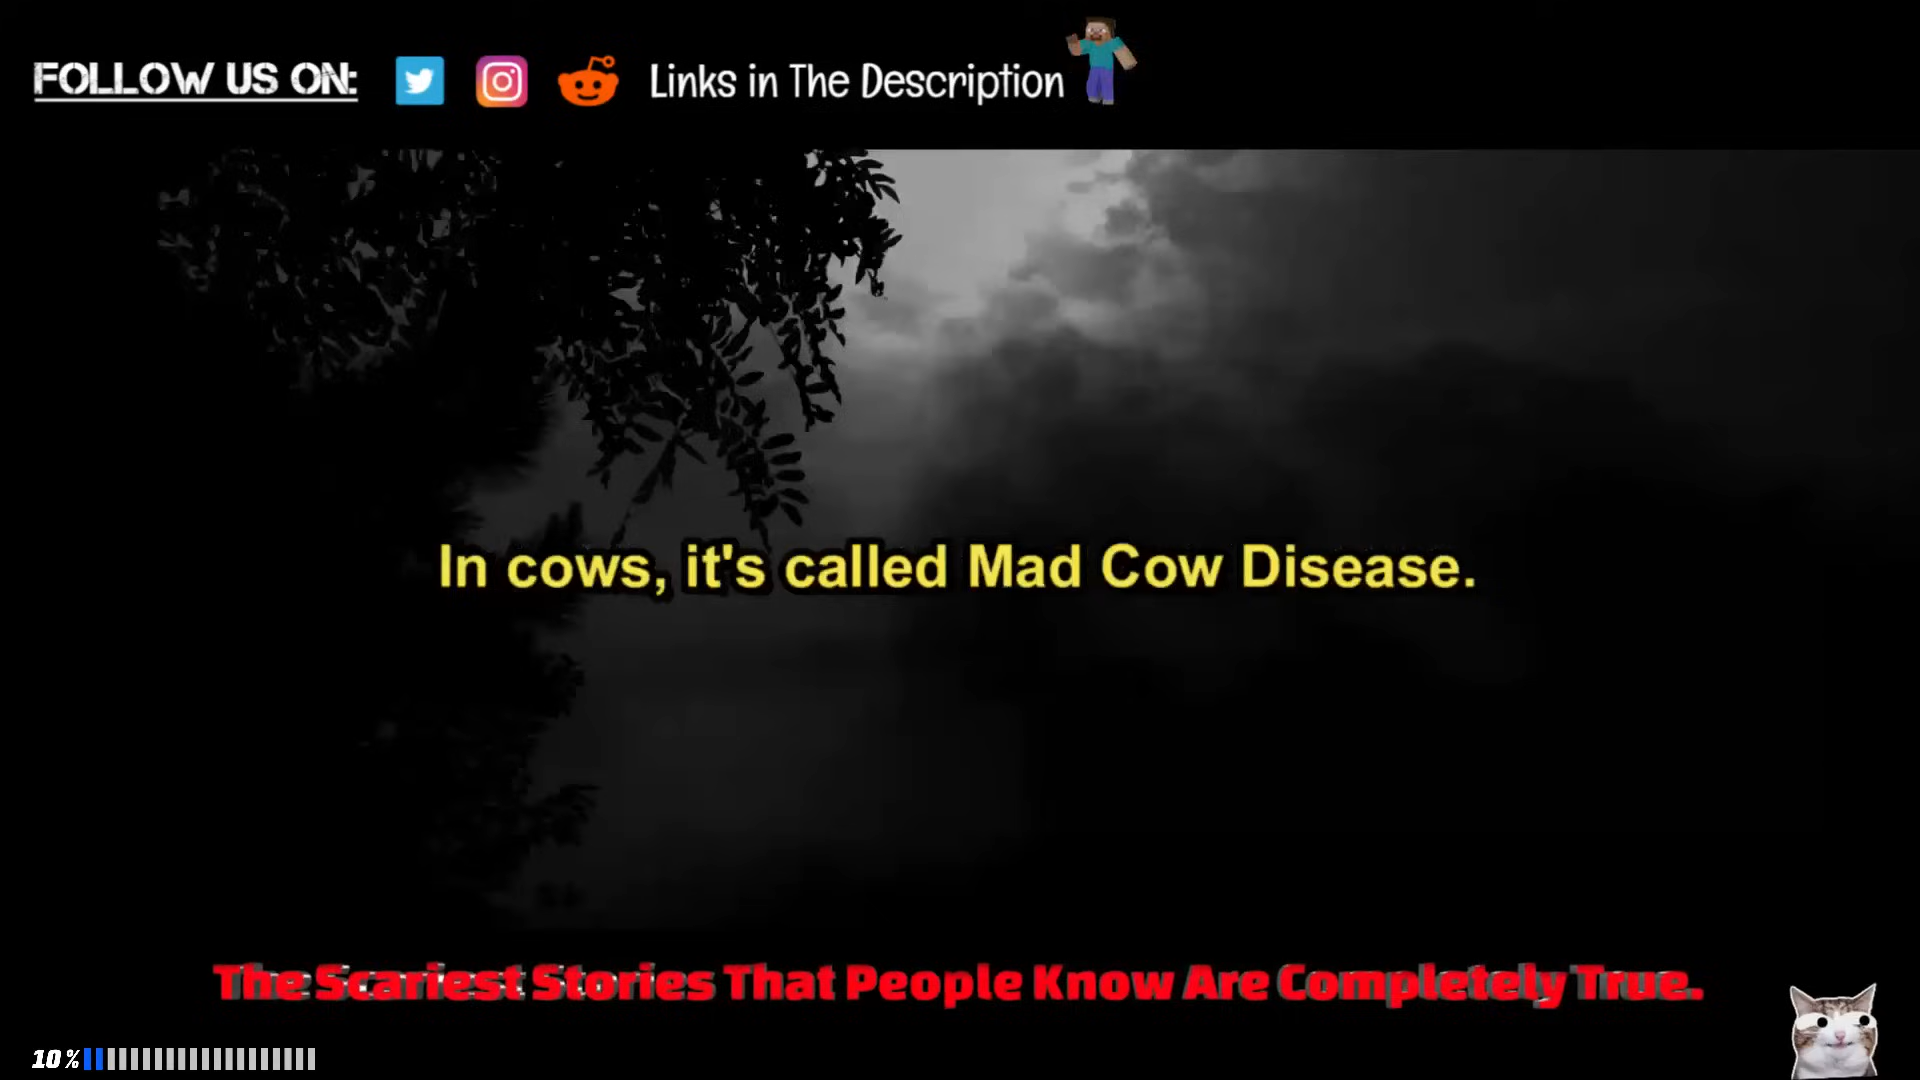 FOLLOW US ON: Links in The Description
In cows, it's called Mad Cow Disease.
The Scariest Stories That People Know Are Completely True.
10%